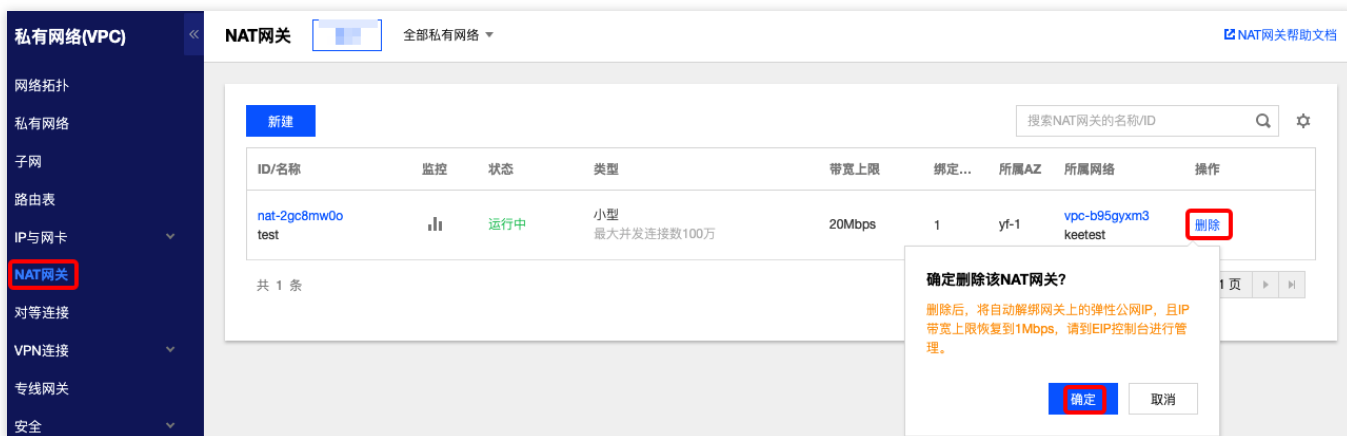 私有网络(VPC)
«
NAT网关
全部私有网络
NAT网关帮助文档
网络拓扑
私有网络
子网
路由表
IP与网卡
NAT网关
对等连接
VPN连接
专线网关
安全
新建
搜索NAT网关的名称/ID
ID/名称 监控 状态 类型 带宽上限 绑定... 所属AZ 所属网络 操作
nat-2gc8mw0o 运行中 小型 20Mbps 1 yf-1 vpc-b95gyxm3 删除
test 最大并发连接数100万 keetest
共 1 条
1 页
确定删除该NAT网关?
删除后，将自动解绑网关上的弹性公网IP，且IP
带宽上限恢复到1Mbps，请到EIP控制台进行管
理。
确定 取消